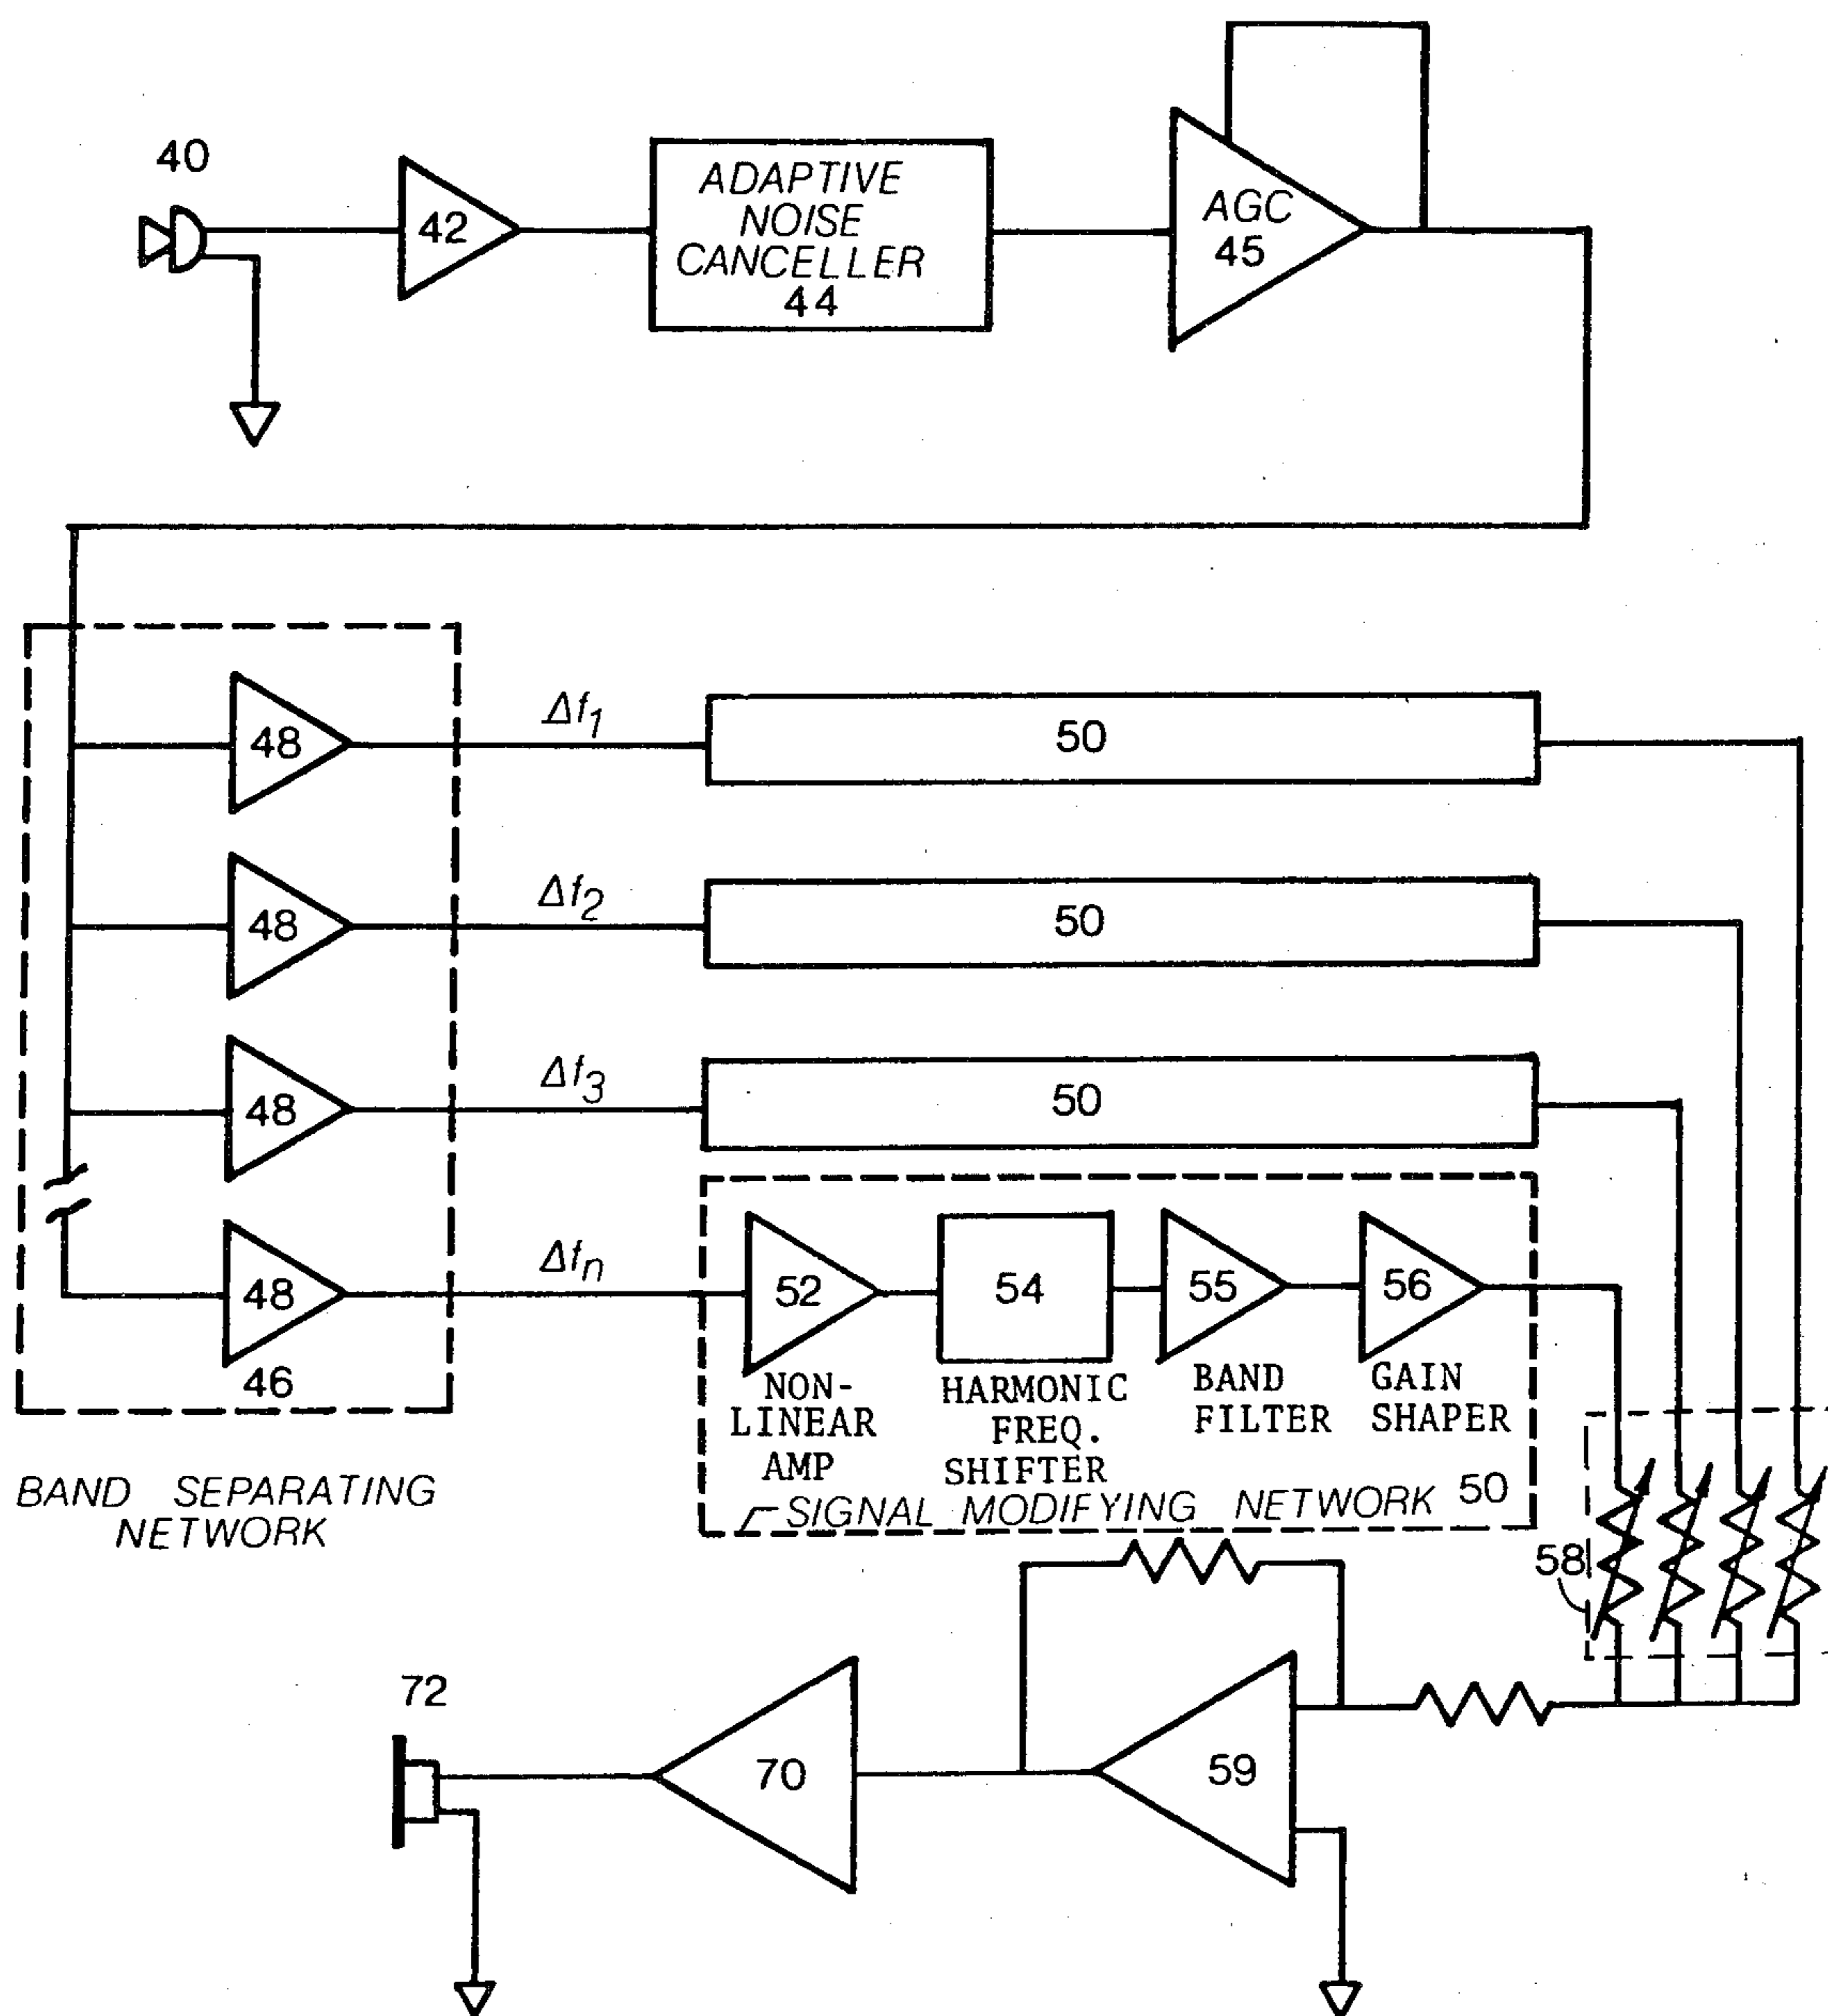 40
42
ADAPTIVE
NOISE
CANCELLER
44
AGC
45
48
Δf1
50
48
Δf2
50
48
Δf3
50
48
Δfn
46
BAND SEPARATING
NETWORK
52
54
55
56
NON-
LINEAR
AMP
HARMONIC
FREQ.
SHIFTER
BAND
FILTER
GAIN
SHAPER
SIGNAL MODIFYING NETWORK 50
58
72
70
59